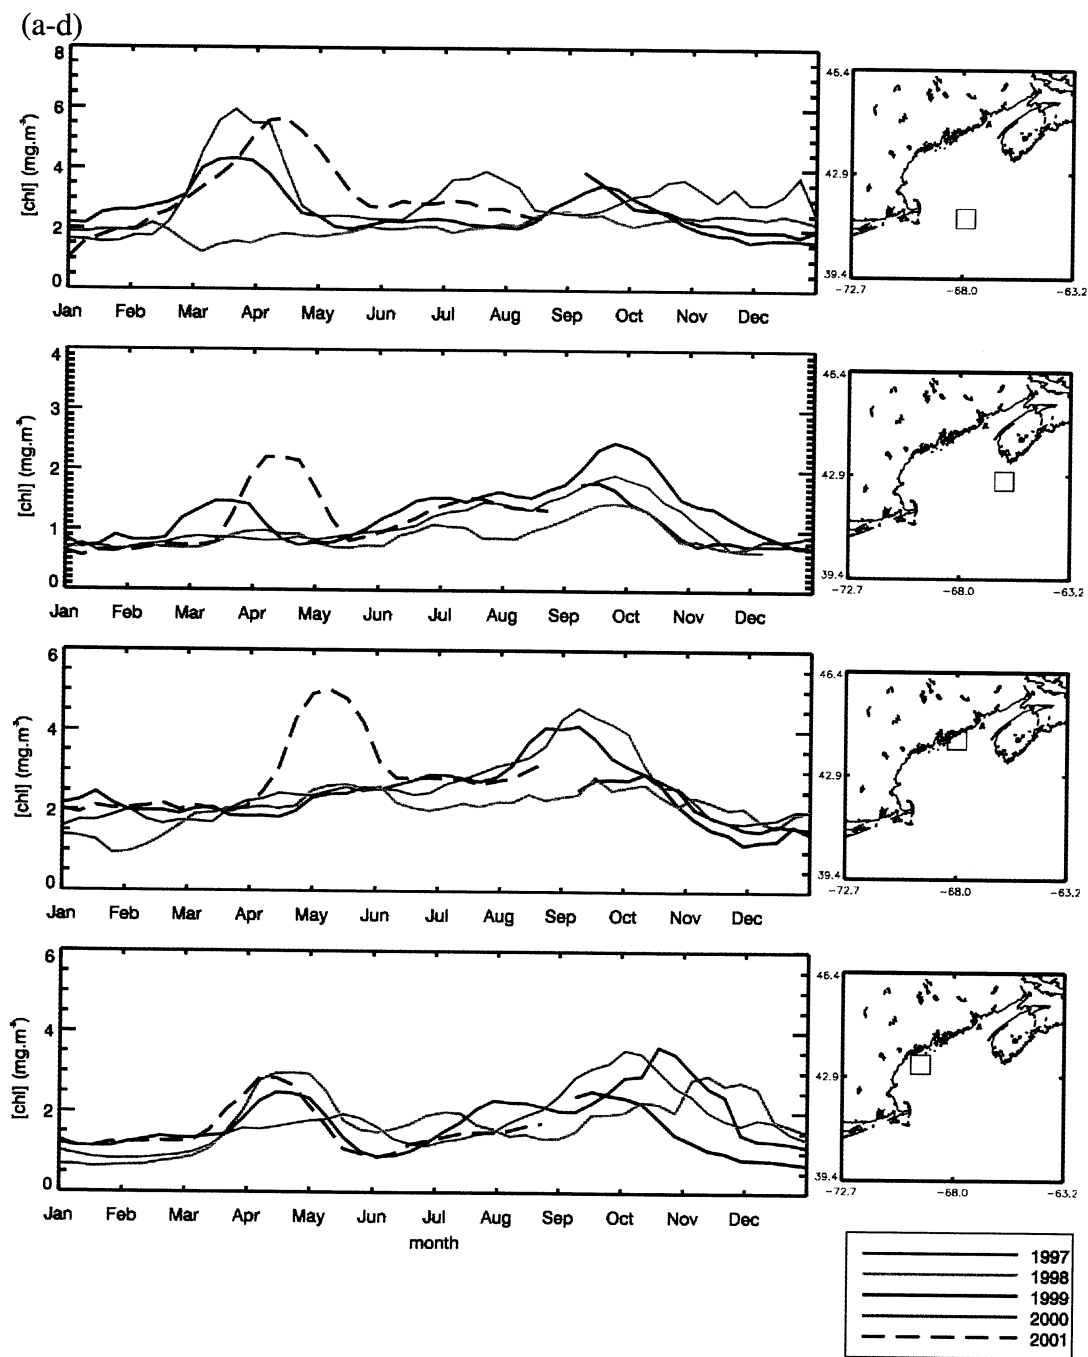 (a-d)
8
6
4
2
0
[chl] (mg.m³)
Jan Feb Mar Apr May Jun Jul Aug Sep Oct Nov Dec
46.4
42.9
39.4
-72.7 -68.0 -63.2
4
3
2
1
0
[chl] (mg.m³)
Jan Feb Mar Apr May Jun Jul Aug Sep Oct Nov Dec
46.4
42.9
39.4
-72.7 -68.0 -63.2
6
4
2
0
[chl] (mg.m³)
Jan Feb Mar Apr May Jun Jul Aug Sep Oct Nov Dec
46.4
42.9
39.4
-72.7 -68.0 -63.2
6
4
2
0
[chl] (mg.m³)
Jan Feb Mar Apr May Jun Jul Aug Sep Oct Nov Dec
month
46.4
42.9
39.4
-72.7 -68.0 -63.2
1997
1998
1999
2000
2001